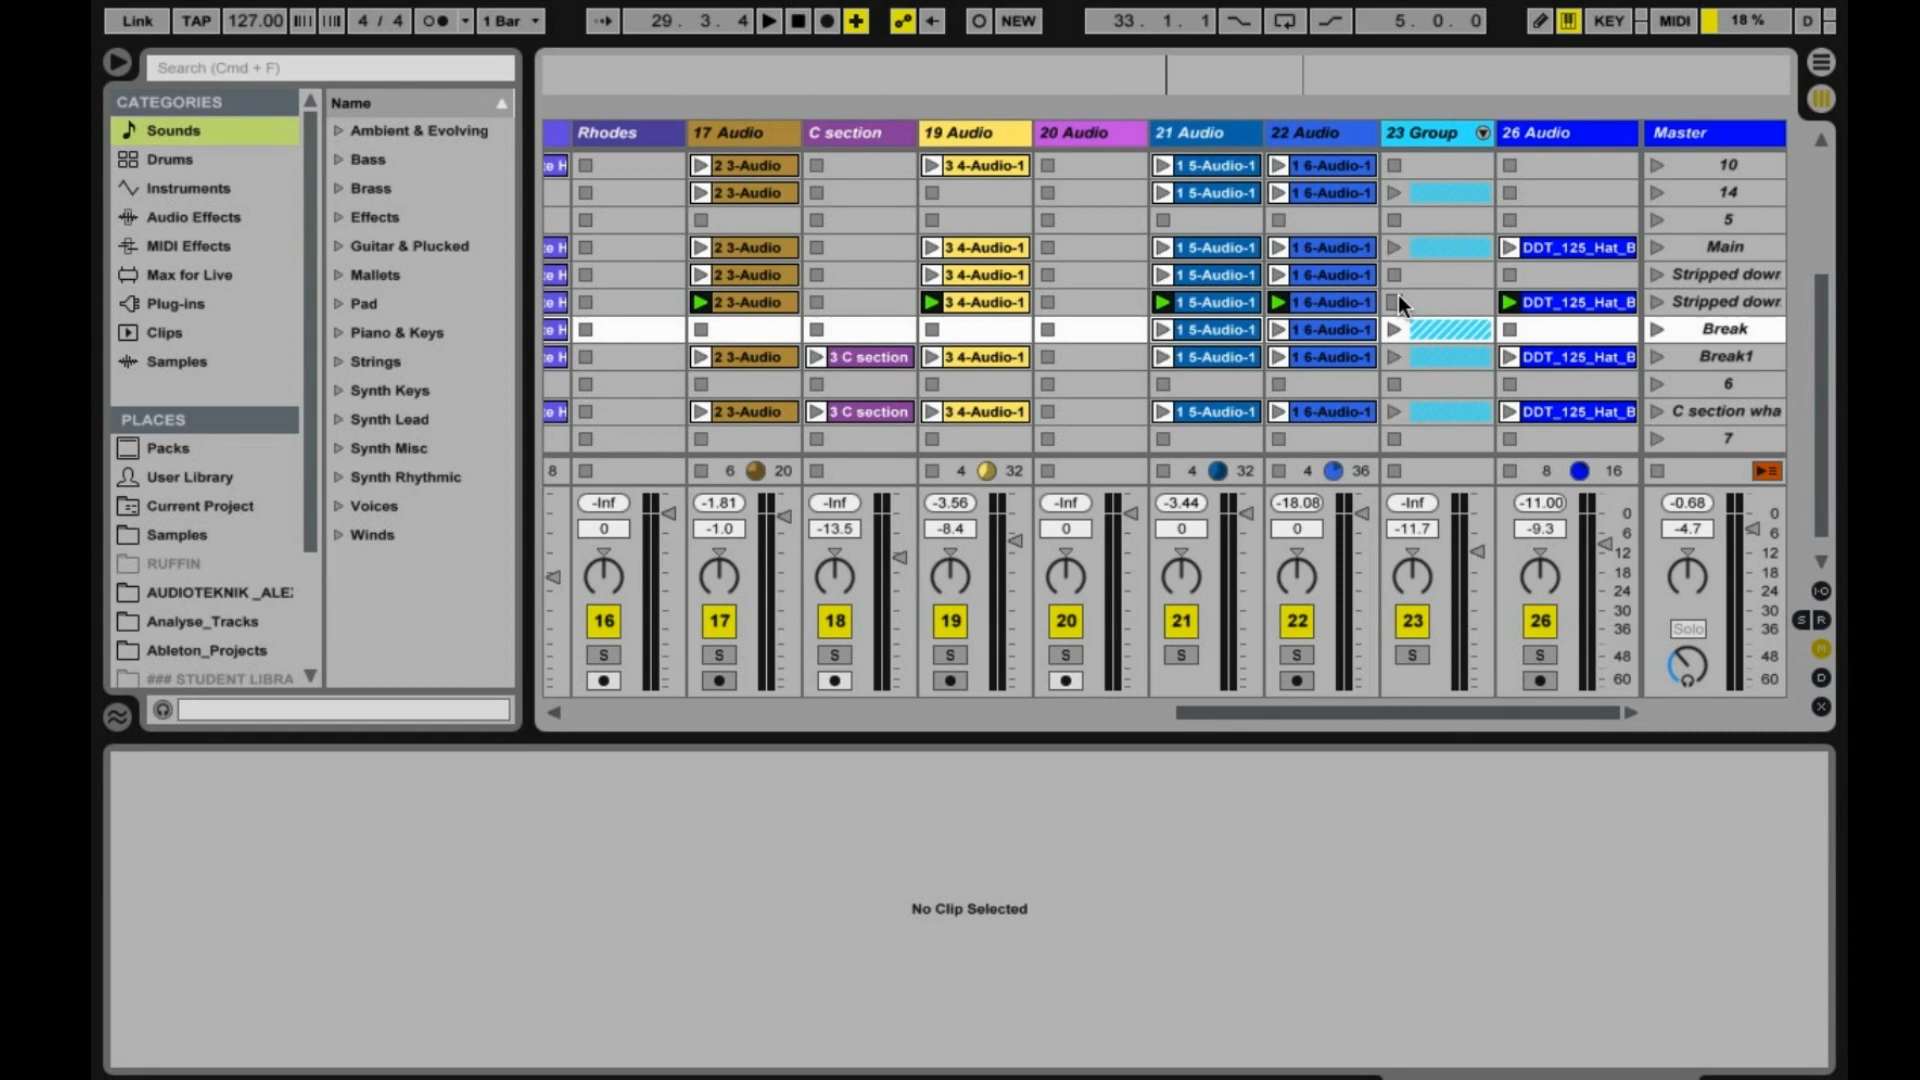 Link TAP 127.00 4 / 4 1 Bar 29. 3. 4 NEW 33. 1. 1 5. 0. 0 KEY MIDI 18 % D
Search (Cmd + F)
CATEGORIES
Sounds
Drums
Instruments
Audio Effects
MIDI Effects
Max for Live
Plug-ins
Clips
Samples
PLACES
Packs
User Library
Current Project
Samples
RUFFIN
AUDIOTEKNIK _ALE
Analyse_Tracks
Ableton_Projects
### STUDENT LIBRA
Name
Ambient & Evolving
Bass
Brass
Effects
Guitar & Plucked
Mallets
Pad
Piano & Keys
Strings
Synth Keys
Synth Lead
Synth Misc
Synth Rhythmic
Voices
Winds
Rhodes 17 Audio C section 19 Audio 20 Audio 21 Audio 22 Audio 23 Group 26 Audio Master
e H 2 3-Audio 3 4-Audio-1 1 5-Audio-1 1 6-Audio-1 10
2 3-Audio 1 5-Audio-1 1 6-Audio-1 14
5
e H 2 3-Audio 3 4-Audio-1 1 5-Audio-1 1 6-Audio-1 DDT_125_Hat_B Main
e H 2 3-Audio 3 4-Audio-1 1 5-Audio-1 1 6-Audio-1 Stripped down
e H 2 3-Audio 3 4-Audio-1 1 5-Audio-1 1 6-Audio-1 DDT_125_Hat_B Stripped down
e H 1 5-Audio-1 1 6-Audio-1 Break
e H 2 3-Audio 3 C section 3 4-Audio-1 1 5-Audio-1 1 6-Audio-1 DDT_125_Hat_B Break1
6
e H 2 3-Audio 3 C section 3 4-Audio-1 1 5-Audio-1 1 6-Audio-1 DDT_125_Hat_B C section wha
7
8 6 20 4 32 4 32 4 36 8 16
-Inf -1.81 -Inf -3.56 -Inf -3.44 -18.08 -Inf -11.00 -0.68
0 -1.0 -13.5 -8.4 0 0 0 -11.7 -9.3 -4.7
0 0
6 6
12 12
18 18
24 24
30 30
36 36
48 48
60 60
16 17 18 19 20 21 22 23 26 Solo
S S S S S S S S S
I-O
S R
M
D
X
No Clip Selected